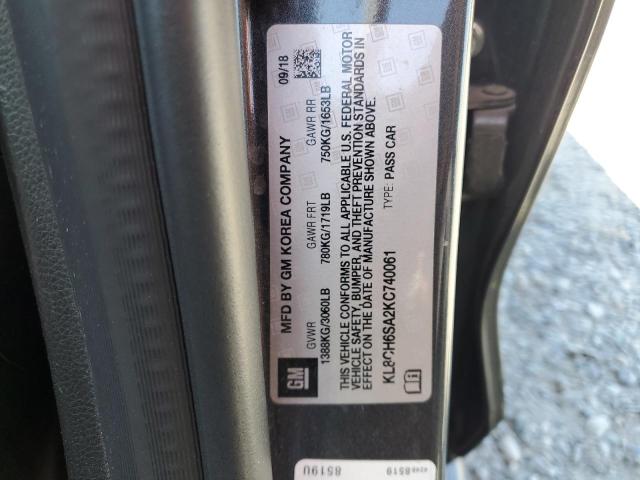 MFD BY GM KOREA COMPANY 09/18
GVWR GAWR FRT GAWR RR
1388KG/3060LB 780KG/1719LB 750KG/1653LB
THIS VEHICLE CONFORMS TO ALL APPLICABLE U.S. FEDERAL MOTOR
VEHICLE SAFETY, BUMPER, AND THEFT PREVENTION STANDARDS IN
EFFECT ON THE DATE OF MANUFACTURE SHOWN ABOVE.
TYPE: PASS CAR
KL8CH6SA2KC740061
GM
8519U
8519